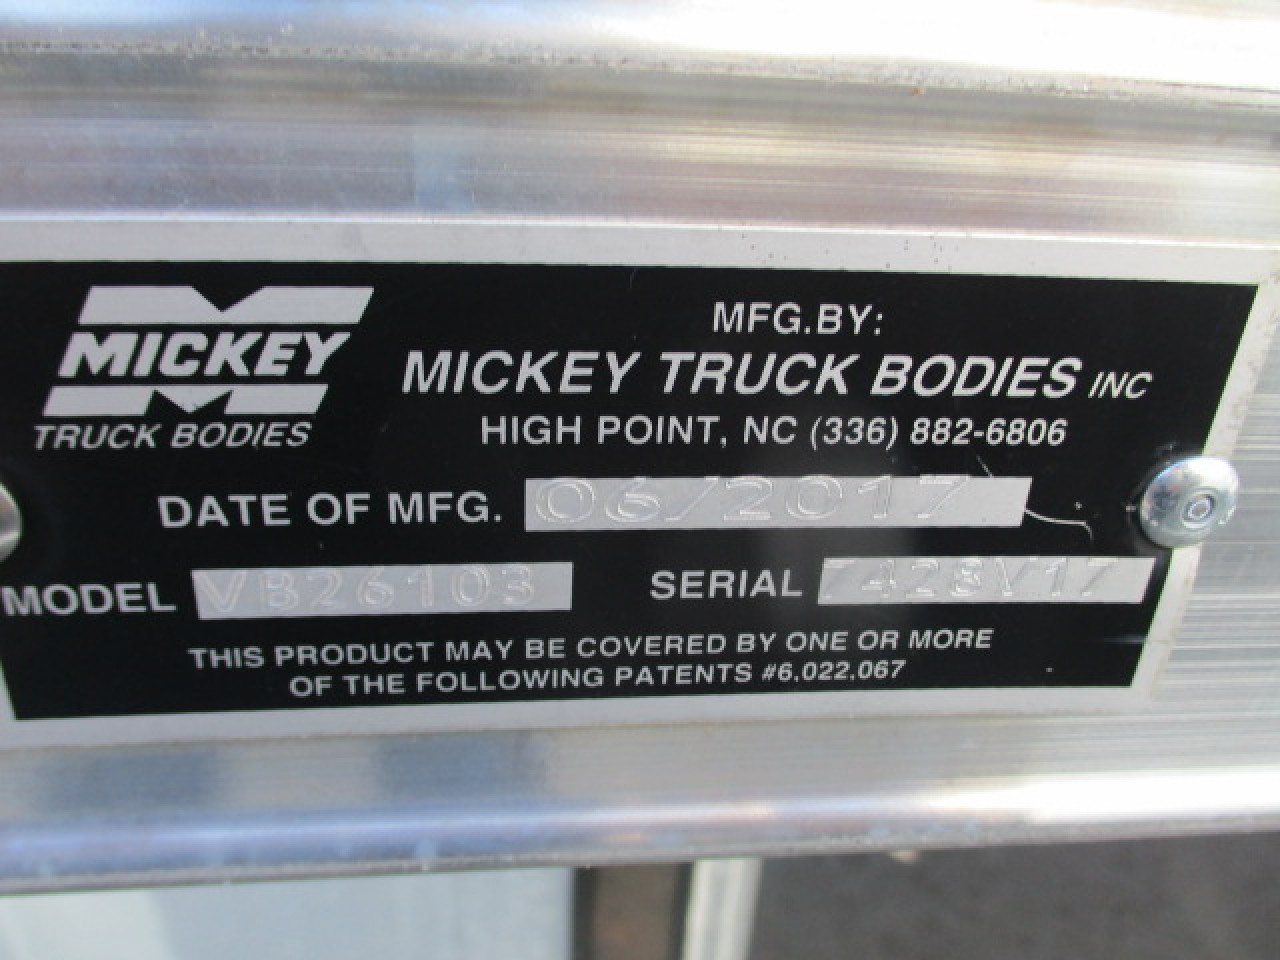 MICKEY
TRUCK BODIES
MFG.BY:
MICKEY TRUCK BODIES INC
HIGH POINT, NC (336) 882-6806
DATE OF MFG. 06/2017
MODEL VB26103
SERIAL 7428V17
THIS PRODUCT MAY BE COVERED BY ONE OR MORE
OF THE FOLLOWING PATENTS #6,022,067